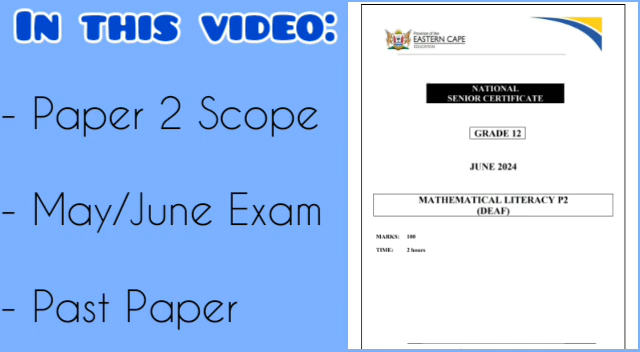 IN THIS VIDEO:
- Paper 2 Scope
- May/June Exam
- Past Paper
Province of the
EASTERN CAPE
EDUCATION
NATIONAL
SENIOR CERTIFICATE
GRADE 12
JUNE 2024
MATHEMATICAL LITERACY P2
(DEAF)
MARKS: 100
TIME: 2 hours